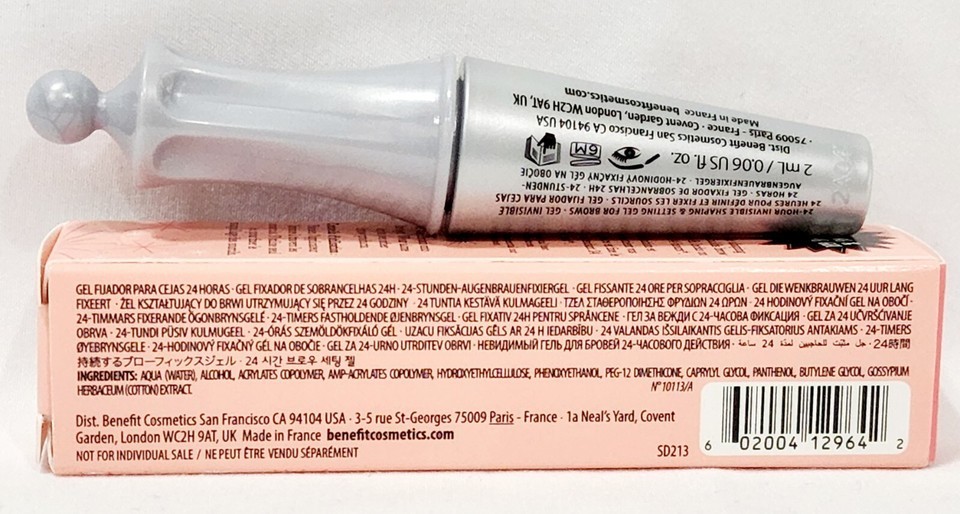 24-HOUR INVISIBLE SHAPING & SETTING GEL FOR BROWS · GEL
24 HEURES POUR DÉFINIR ET FIXER LES SOURCILS · GEL FIJADOR PARA CEJAS
24 HORAS · GEL FIXADOR DE SOBRANCELHAS 24H · 24-STUNDEN-
AUGENBRAUENFIXIERGEL · 24-HODINOVÝ FIXAČNÝ GÉL NA OBOČIE
2 mL / 0.06 US fl. oz.
6M
Dist. Benefit Cosmetics San Francisco CA 94104 USA
· 75009 Paris - France · Covent Garden, London WC2H 9AT, UK
Made in France benefitcosmetics.com
GEL FIJADOR PARA CEJAS 24 HORAS · GEL FIXADOR DE SOBRANCELHAS 24H · 24-STUNDEN-AUGENBRAUENFIXIERGEL · GEL FISSANTE 24 ORE PER SOPRACCIGLIA · GEL DIE WENKBRAUWEN 24 UUR LANG
FIXEERT · ŻEL KSZTAŁTUJĄCY DO BRWI UTRZYMUJĄCY SIĘ PRZEZ 24 GODZINY · 24 TUNTIA KESTÄVÄ KULMAGEELI · ΤΖΕΛ ΣΤΑΘΕΡΟΠΟΙΗΣΗΣ ΦΡΥΔΙΩΝ 24 ΩΡΩΝ · 24 HODINOVÝ FIXAČNÍ GEL NA OBOČÍ ·
24-TIMMARS FIXERANDE ÖGONBRYNSGELÉ · 24-TIMERS FASTHOLDENDE ØJENBRYNSGEL · GEL FIXATIV 24H PENTRU SPRÂNCENE · ГЕЛ ЗА ВЕЖДИ С 24-ЧАСОВА ФИКСАЦИЯ · GEL ZA 24 UČVRŠĆIVANJE
OBRVA · 24-TUNDI PÜSIV KULMUGEEL · 24-ÓRÁS SZEMÖLDÖKFIXÁLÓ GÉL · UZACU FIKSĀCIJAS GĒLS AR 24 H IEDARBĪBU · 24 VALANDAS IŠSILAIKANTIS GELIS-FIKSATORIUS ANTAKIAMS · 24-TIMERS
ØYEBRYNSGELE · 24-HODINOVÝ FIXAČNÝ GÉL NA OBOČIE · GEL ZA 24-URNO UTRDITEV OBRVI · НЕВИДИМЫЙ ГЕЛЬ ДЛЯ БРОВЕЙ 24-ЧАСОВОГО ДЕЙСТВИЯ · جل مثبت للحاجبين لمدة 24 ساعة · 24時間
持続するブローフィックスジェル · 24 시간 브로우 세팅 젤
INGREDIENTS: AQUA (WATER), ALCOHOL, ACRYLATES COPOLYMER, AMP-ACRYLATES COPOLYMER, HYDROXYETHYLCELLULOSE, PHENOXYETHANOL, PEG-12 DIMETHICONE, CAPRYLYL GLYCOL, PANTHENOL, BUTYLENE GLYCOL, GOSSYPIUM
HERBACEUM (COTTON) EXTRACT.
N° 10113/A
Dist. Benefit Cosmetics San Francisco CA 94104 USA · 3-5 rue St-Georges 75009 Paris - France · 1a Neal's Yard, Covent
Garden, London WC2H 9AT, UK Made in France benefitcosmetics.com
NOT FOR INDIVIDUAL SALE / NE PEUT ÊTRE VENDU SÉPARÉMENT
SD213
6 02004 12964 2